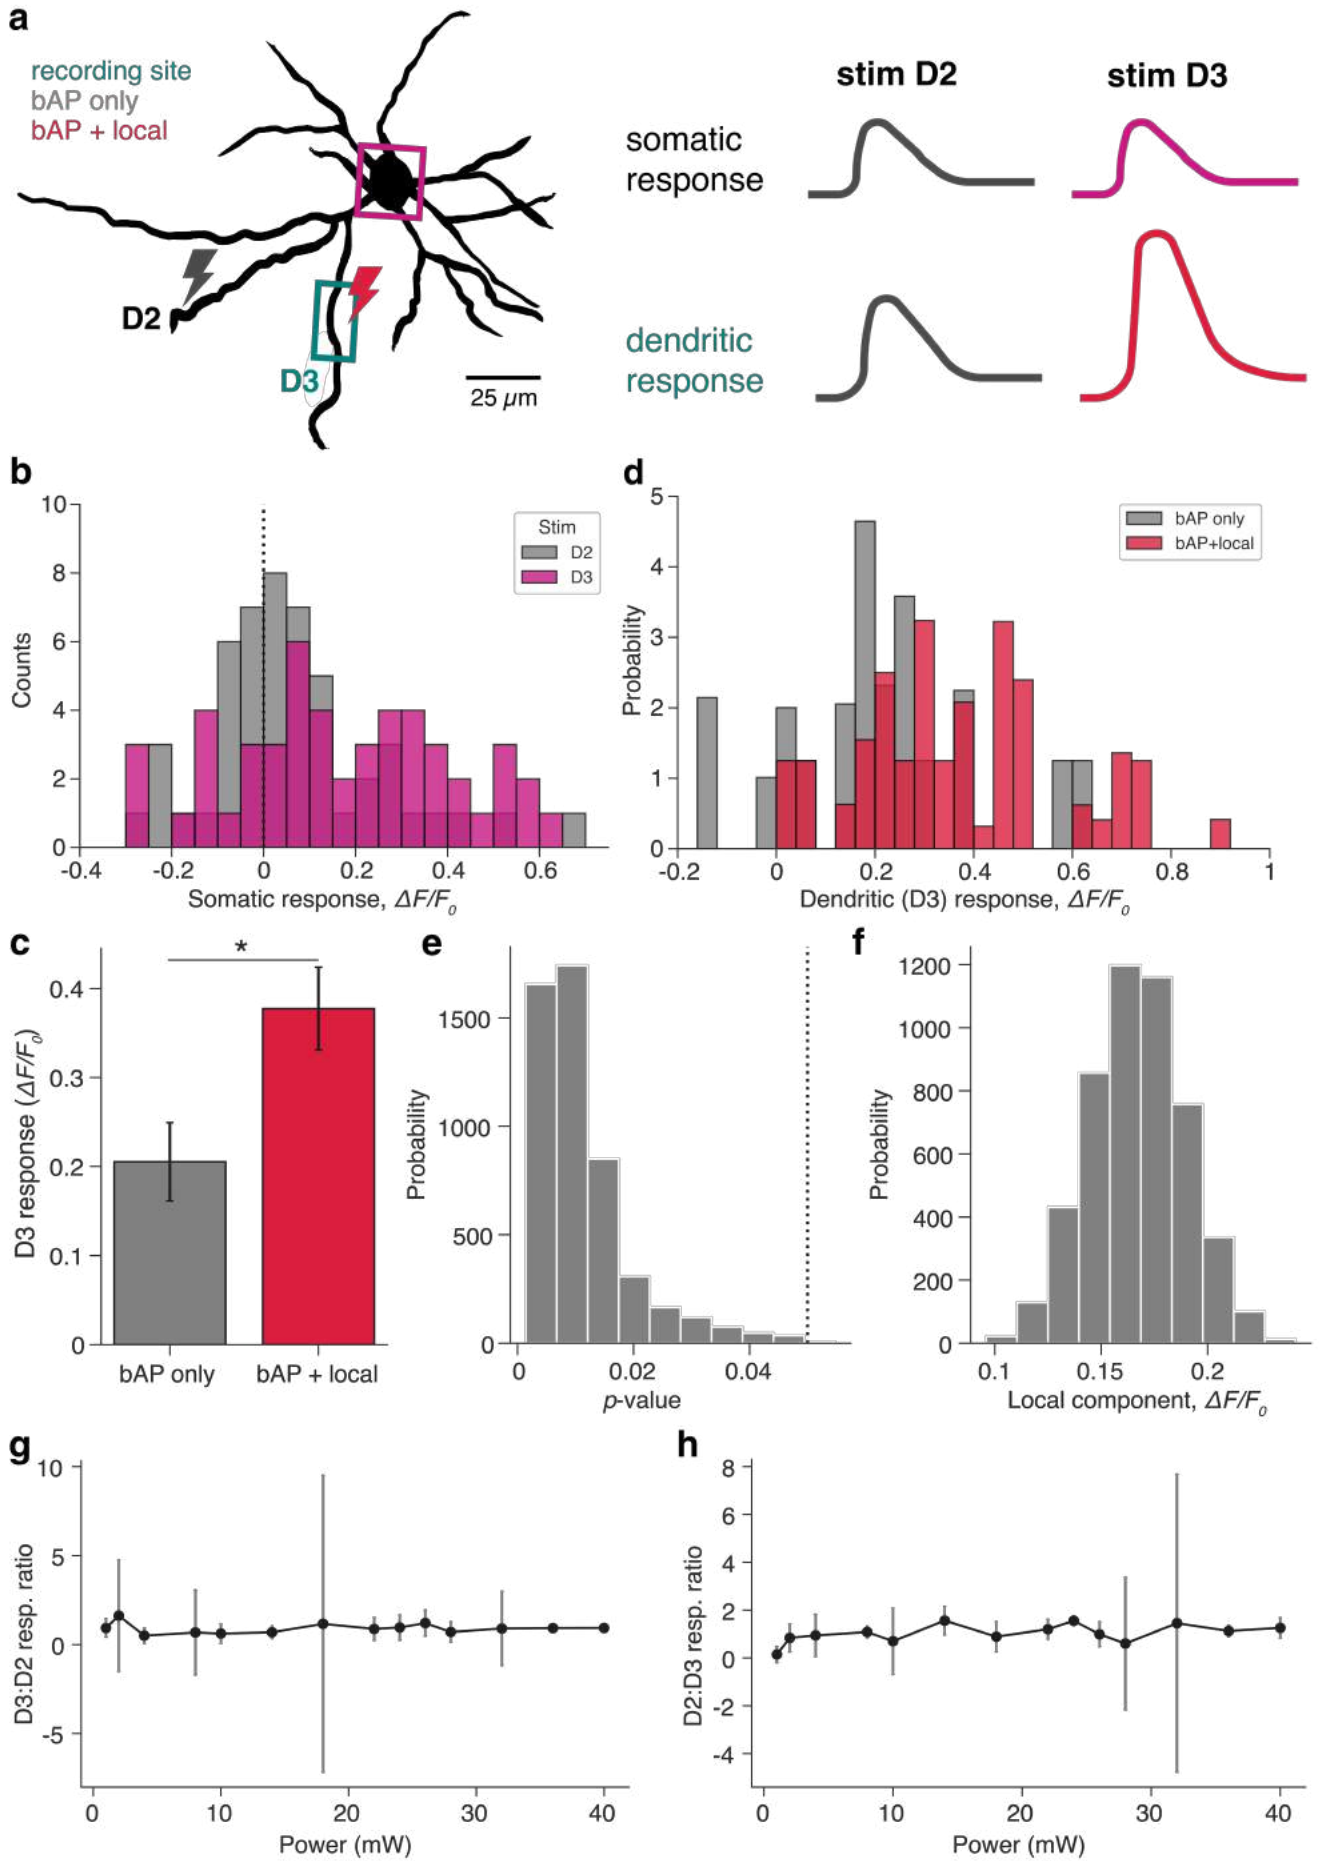 a
recording site
bAP only
bAP + local
D2
D3
25 μm
stim D2
stim D3
somatic
response
dendritic
response
b
10
8
6
4
2
0
Counts
-0.4
-0.2
0
0.2
0.4
0.6
Somatic response, ΔF/F0
Stim
D2
D3
d
5
4
3
2
1
0
Probability
-0.2
0
0.2
0.4
0.6
0.8
1
Dendritic (D3) response, ΔF/F0
bAP only
bAP+local
c
*
0.4
0.3
0.2
0.1
0
D3 response (ΔF/F0)
bAP only
bAP + local
e
1500
1000
500
0
Probability
0
0.02
0.04
p-value
f
1200
1000
800
600
400
200
0
Probability
0.1
0.15
0.2
Local component, ΔF/F0
g
10
5
0
-5
D3:D2 resp. ratio
0
10
20
30
40
Power (mW)
h
8
6
4
2
0
-2
-4
D2:D3 resp. ratio
0
10
20
30
40
Power (mW)